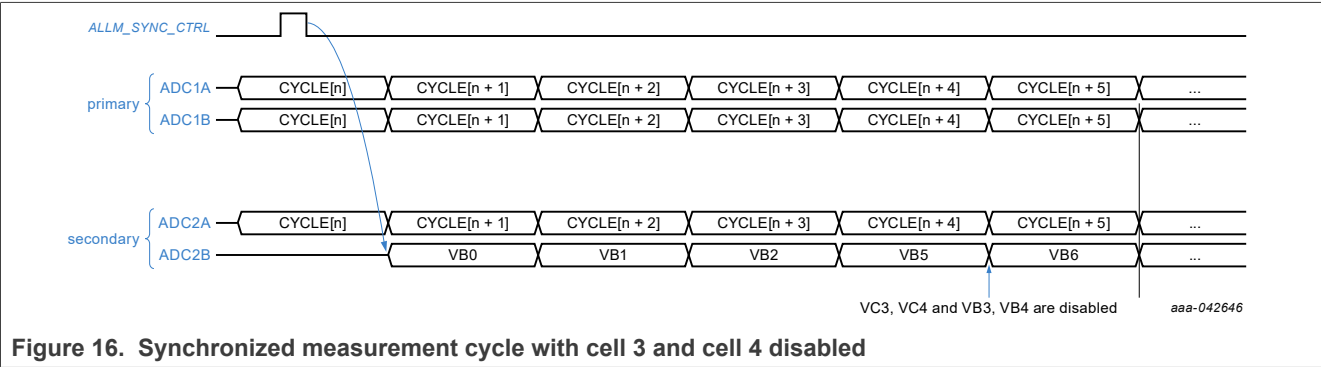 ALLM_SYNC_CTRL
primary
ADC1A CYCLE[n] CYCLE[n + 1] CYCLE[n + 2] CYCLE[n + 3] CYCLE[n + 4] CYCLE[n + 5] ...
ADC1B CYCLE[n] CYCLE[n + 1] CYCLE[n + 2] CYCLE[n + 3] CYCLE[n + 4] CYCLE[n + 5] ...
secondary
ADC2A CYCLE[n] CYCLE[n + 1] CYCLE[n + 2] CYCLE[n + 3] CYCLE[n + 4] CYCLE[n + 5] ...
ADC2B VB0 VB1 VB2 VB5 VB6 ...
VC3, VC4 and VB3, VB4 are disabled aaa-042646
Figure 16. Synchronized measurement cycle with cell 3 and cell 4 disabled